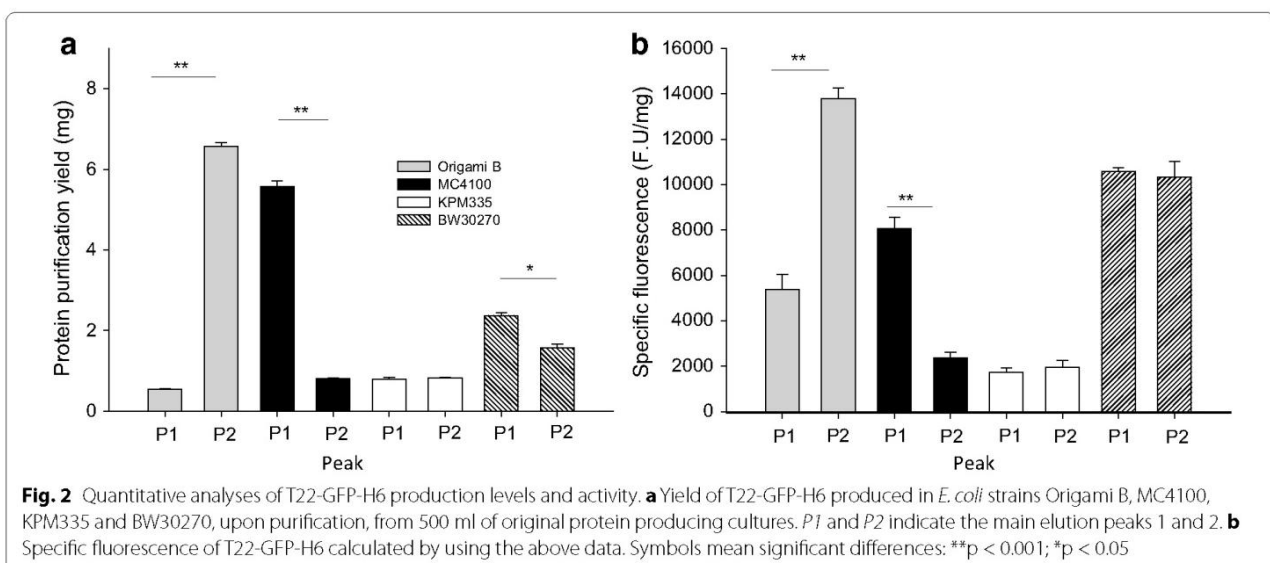 a
**
**
*
8
6
4
2
0
Protein purification yield (mg)
Origami B
MC4100
KPM335
BW30270
P1 P2 P1 P2 P1 P2 P1 P2
Peak
b
**
**
16000
14000
12000
10000
8000
6000
4000
2000
0
Specific fluorescence (F.U/mg)
P1 P2 P1 P2 P1 P2 P1 P2
Peak
Fig. 2 Quantitative analyses of T22-GFP-H6 production levels and activity. a Yield of T22-GFP-H6 produced in E. coli strains Origami B, MC4100,
KPM335 and BW30270, upon purification, from 500 ml of original protein producing cultures. P1 and P2 indicate the main elution peaks 1 and 2. b
Specific fluorescence of T22-GFP-H6 calculated by using the above data. Symbols mean significant differences: **p < 0.001; *p < 0.05